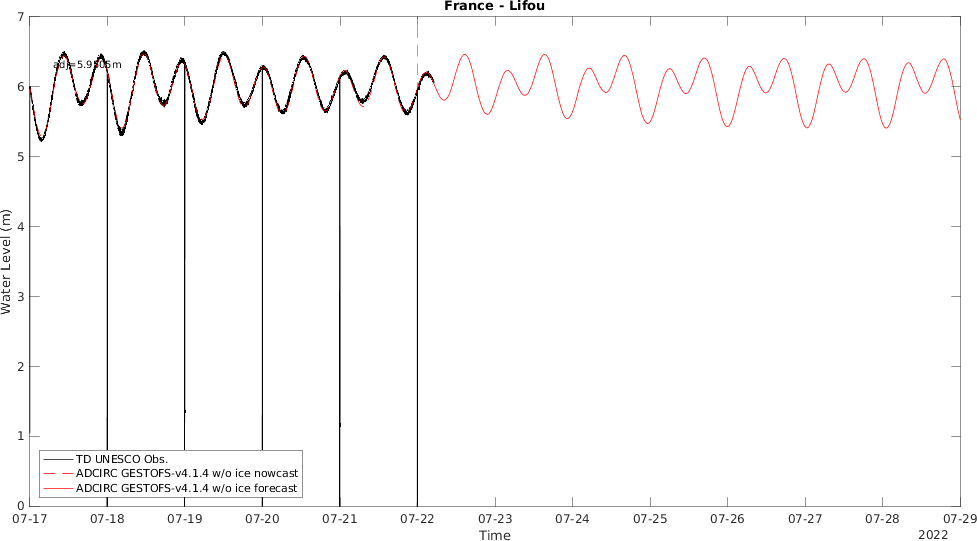 France - Lifou
7
6
5
4
3
2
1
0
Water Level (m)
TD UNESCO Obs.
ADCIRC GESTOFS-v4.1.4 w/o ice nowcast
ADCIRC GESTOFS-v4.1.4 w/o ice forecast
07-17 07-18 07-19 07-20 07-21 07-22 07-23 07-24 07-25 07-26 07-27 07-28 07-29
Time
2022